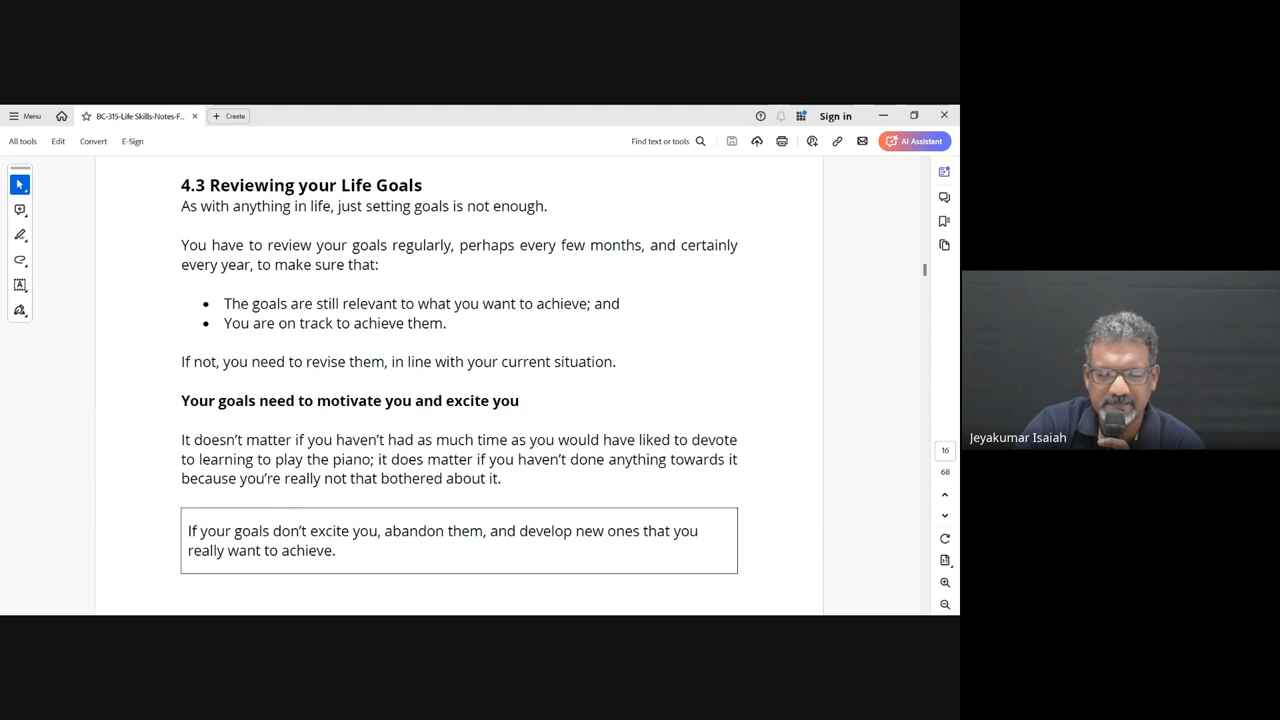 Menu
BC-315-Life Skills-Notes-F...
Create
Sign in
All tools
Edit
Convert
E-Sign
Find text or tools
AI Assistant
4.3 Reviewing your Life Goals
As with anything in life, just setting goals is not enough.
You have to review your goals regularly, perhaps every few months, and certainly
every year, to make sure that:
• The goals are still relevant to what you want to achieve; and
• You are on track to achieve them.
If not, you need to revise them, in line with your current situation.
Your goals need to motivate you and excite you
It doesn't matter if you haven't had as much time as you would have liked to devote
to learning to play the piano; it does matter if you haven't done anything towards it
because you're really not that bothered about it.
If your goals don't excite you, abandon them, and develop new ones that you
really want to achieve.
16
68
Jeyakumar Isaiah